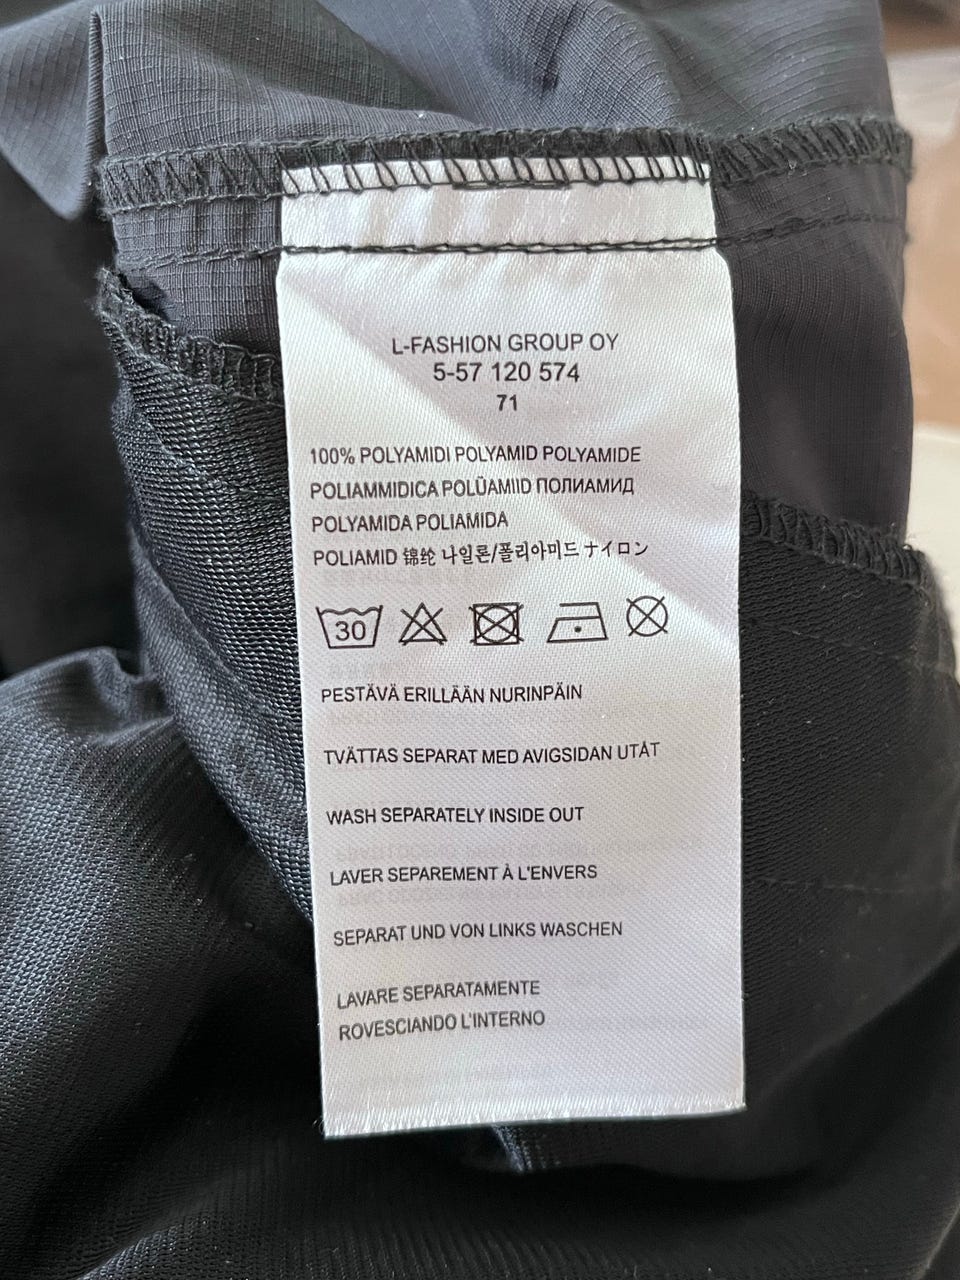 L-FASHION GROUP OY
5-57 120 574
71
100% POLYAMIDI POLYAMID POLYAMIDE
POLIAMMIDICA POLÜAMIID ПОЛИАМИД
POLYAMIDA POLIAMIDA
POLIAMID 锦纶 나일론/폴리아미드 ナイロン
30
PESTÄVÄ ERILLÄÄN NURINPÄIN
TVÄTTAS SEPARAT MED AVIGSIDAN UTÅT
WASH SEPARATELY INSIDE OUT
LAVER SEPAREMENT À L'ENVERS
SEPARAT UND VON LINKS WASCHEN
LAVARE SEPARATAMENTE
ROVESCIANDO L'INTERNO